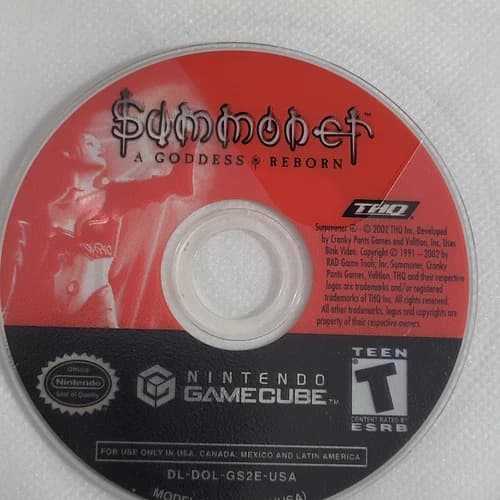 Summoner™
A GODDESS REBORN
THQ
Summoner ® - © 2002 THQ Inc. Developed
by Cranky Pants Games and Volition, Inc. Uses
Bink Video. Copyright © 1991 – 2002 by
RAD Game Tools, Inc. Summoner, Cranky
Pants Games, Volition, THQ and their respective
logos are trademarks and/or registered
trademarks of THQ Inc. All rights reserved.
All other trademarks, logos and copyrights are
property of their respective owners.
Official
Nintendo
Seal of Quality
NINTENDO
GAMECUBE™
TEEN
T
CONTENT RATED BY
ESRB
FOR USE ONLY IN USA, CANADA, MEXICO AND LATIN AMERICA
DL-DOL-GS2E-USA
USA)